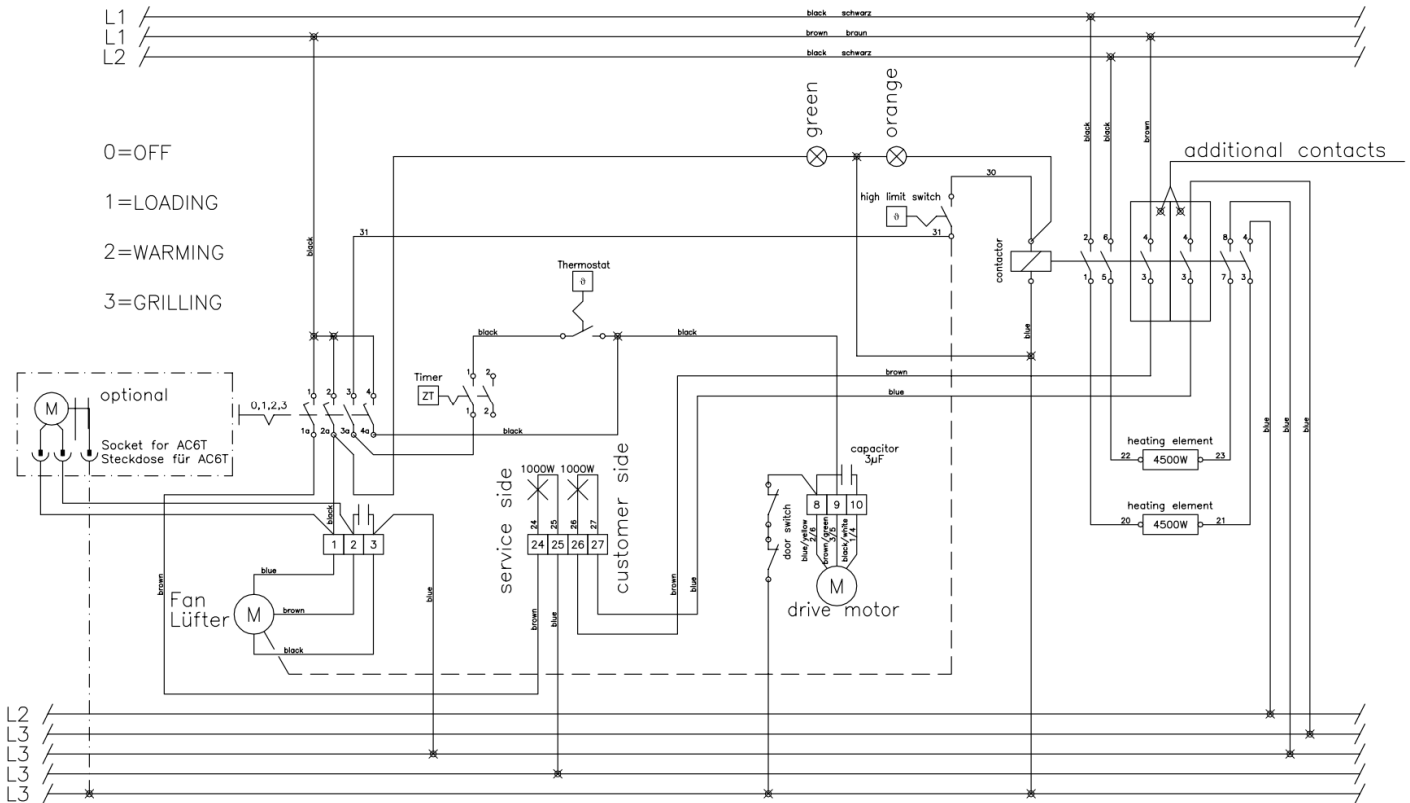 L1
black schwarz
L1
brown braun
L2
black schwarz
green
orange
black
black
brown
additional contacts
0=OFF
1=LOADING
2=WARMING
3=GRILLING
30
high limit switch
ϑ
31
31
black
contactor
2
6
4
4
8
4
1
5
3
3
7
3
Thermostat
ϑ
black
black
blue
brown
blue
Timer
ZT
1
2
1
2
optional
M
Socket for AC6T
Steckdose für AC6T
0,1,2,3
1
2
3
4
1a
2a
3a
4a
black
blue
blue
heating element
22
4500W
23
heating element
20
4500W
21
service side
1000W
1000W
24
25
26
27
24
25
26
27
customer side
capacitor
3µF
door switch
8
9
10
blue/yellow
2/6
brown/green
3/5
black/white
1/4
M
drive motor
black
1
2
3
blue
Fan
Lüfter
M
brown
black
brown
blue
brown
blue
brown
blue
L2
L3
L3
L3
L3